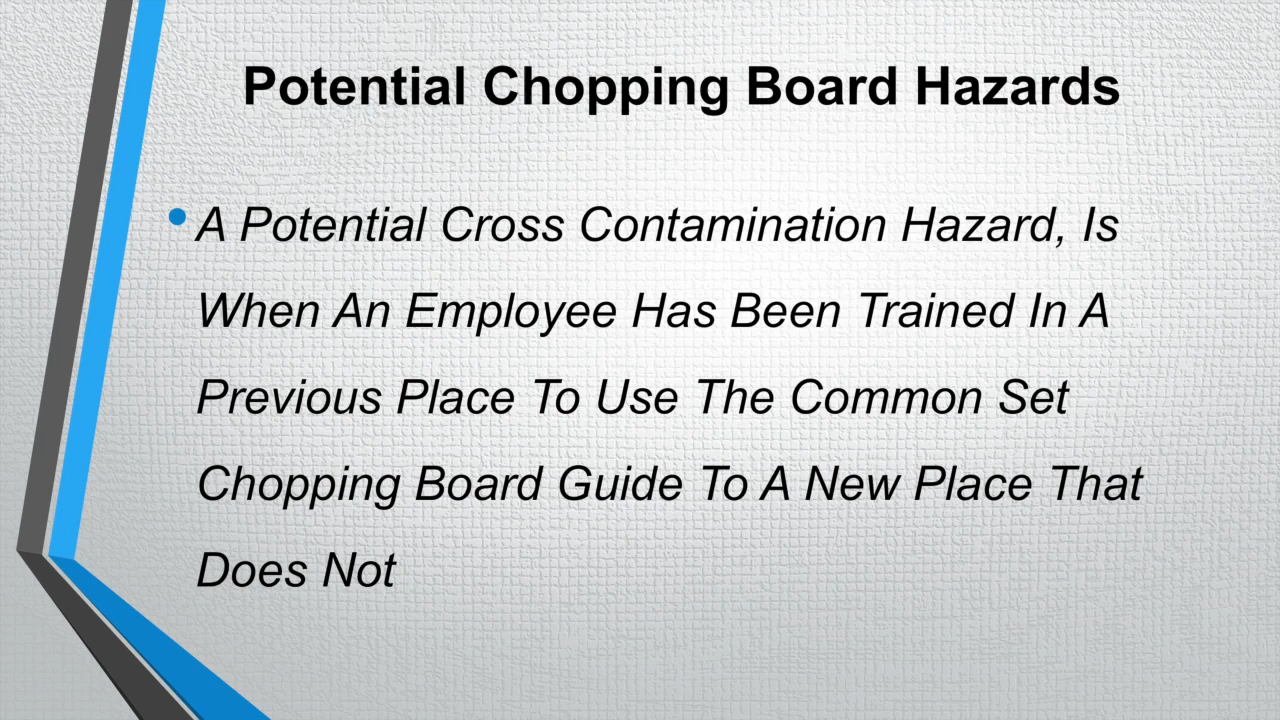 Potential Chopping Board Hazards
• A Potential Cross Contamination Hazard, Is
When An Employee Has Been Trained In A
Previous Place To Use The Common Set
Chopping Board Guide To A New Place That
Does Not